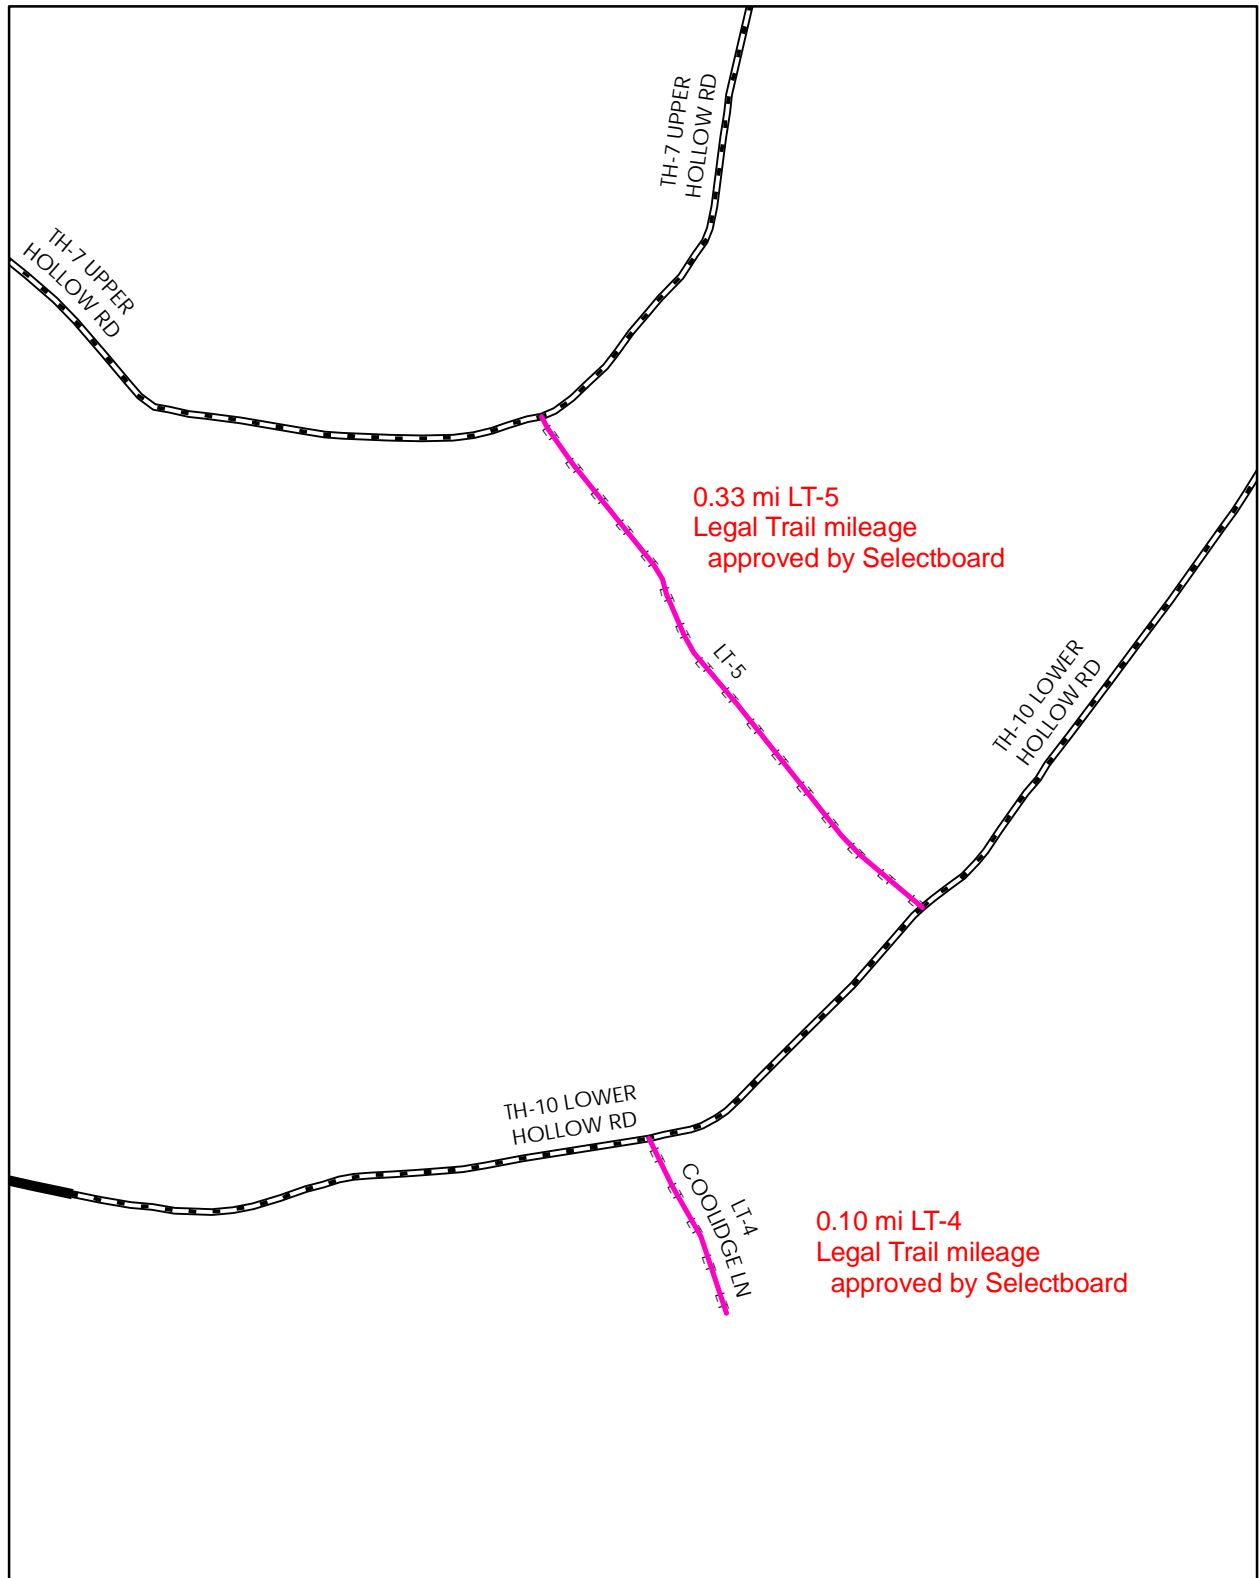 TH-7 UPPER
HOLLOW RD
TH-7 UPPER
HOLLOW RD
0.33 mi LT-5
Legal Trail mileage
approved by Selectboard
LT-5
TH-10 LOWER
HOLLOW RD
TH-10 LOWER
HOLLOW RD
LT-4
COOLIDGE LN
0.10 mi LT-4
Legal Trail mileage
approved by Selectboard